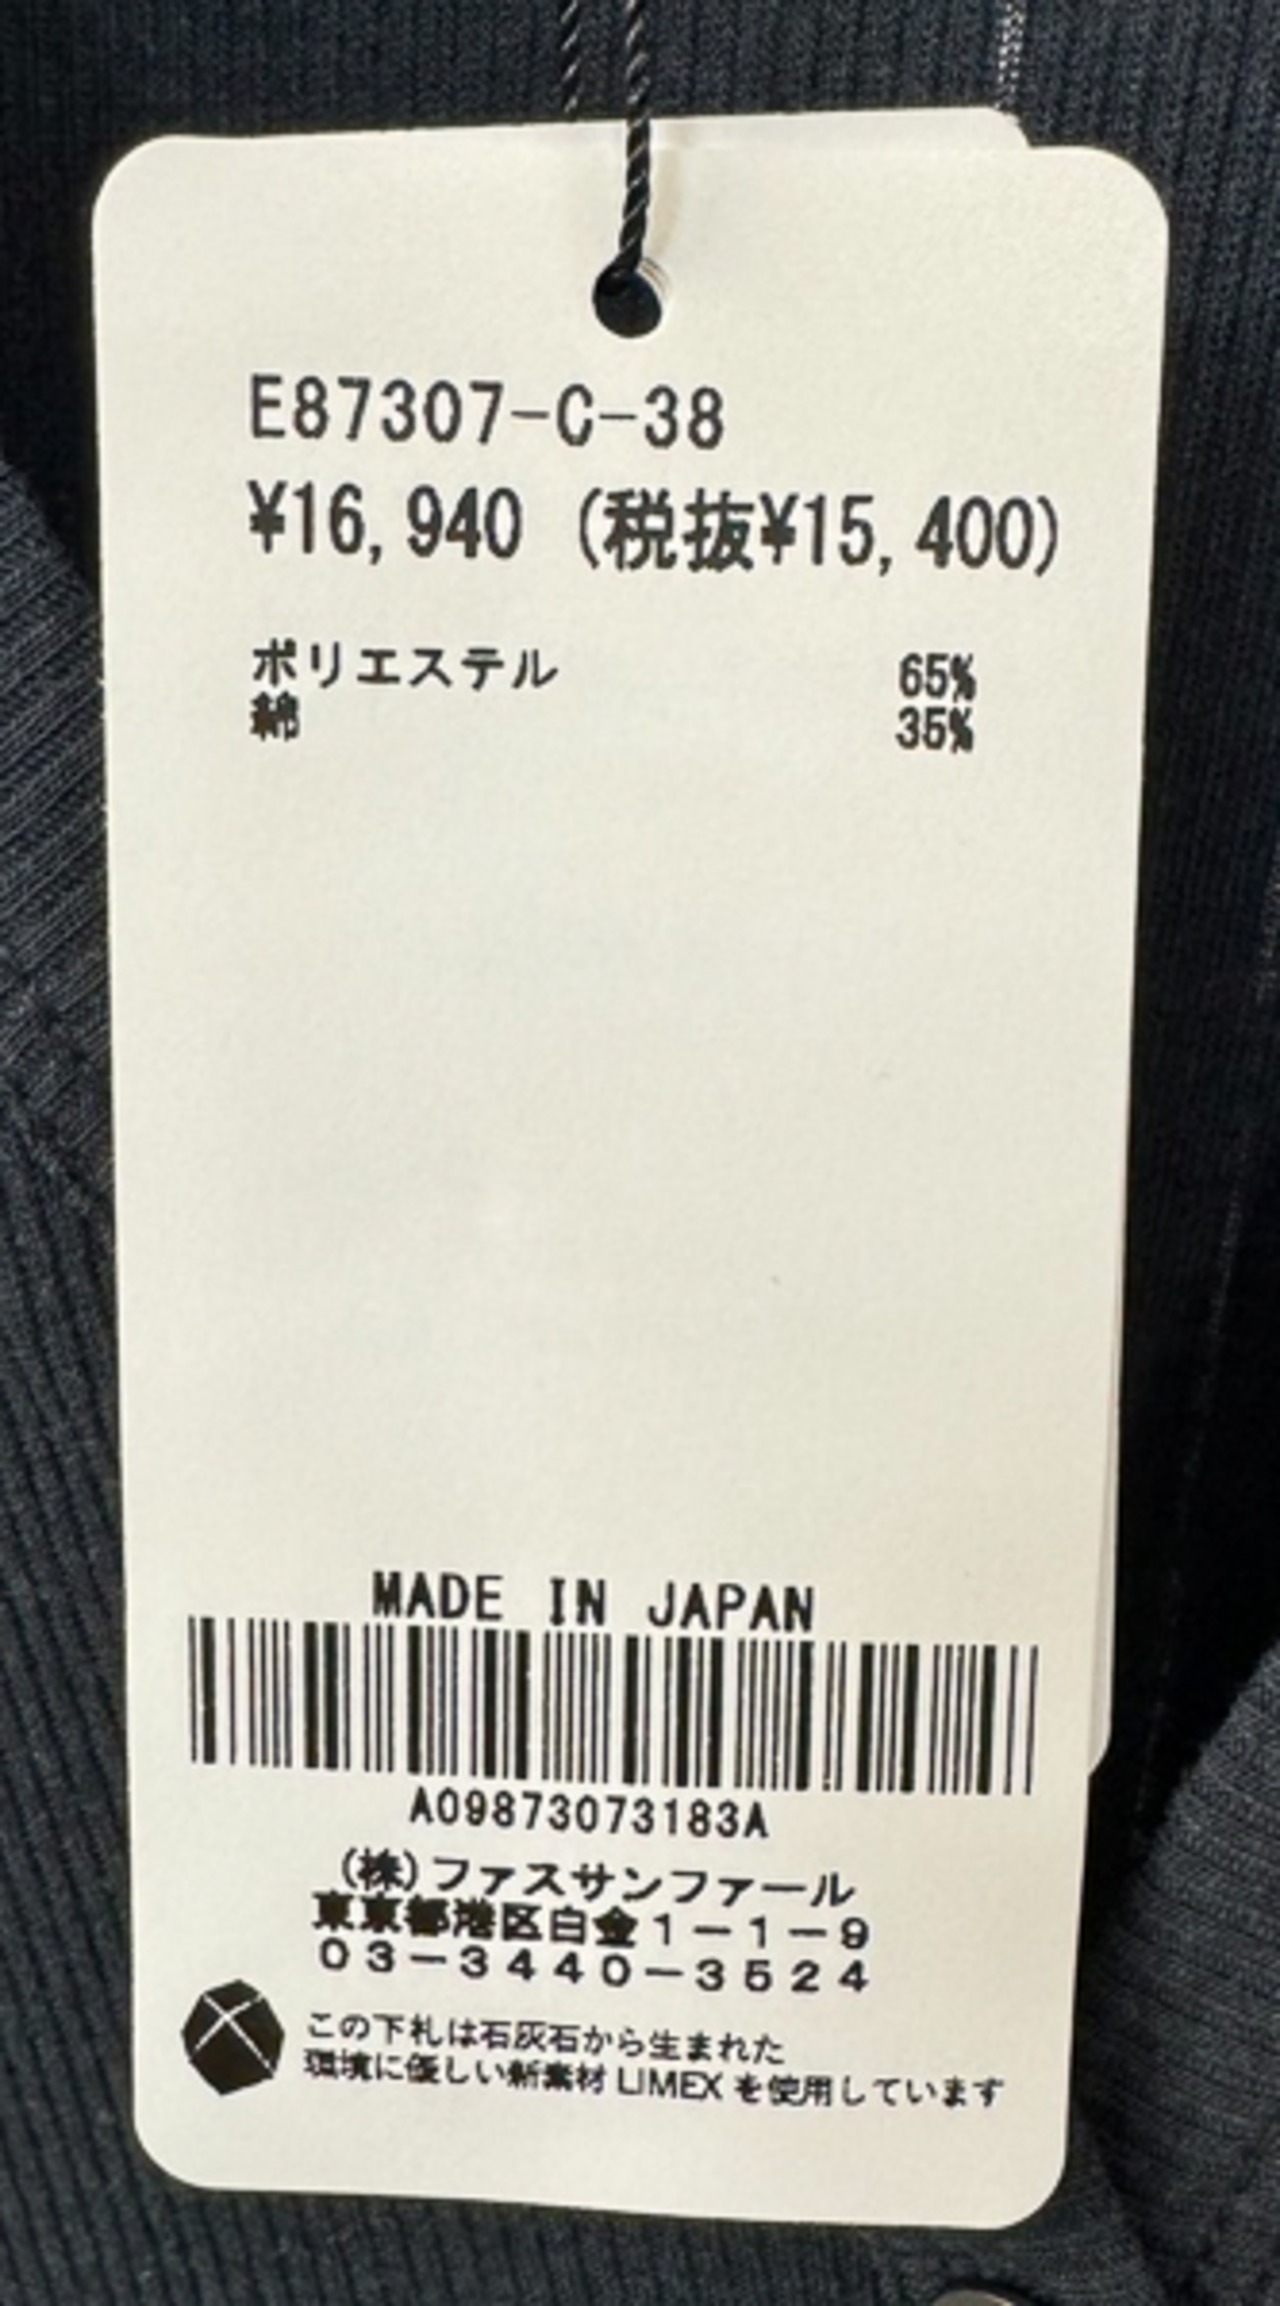 E87307-C-38
¥16,940 (税抜¥15,400)
ポリエステル 65%
綿 35%
MADE IN JAPAN
A09873073183A
(株)ファスサンファール
東京都港区白金1-1-9
03-3440-3524
この下札は石灰石から生まれた
環境に優しい新素材 LIMEX を使用しています